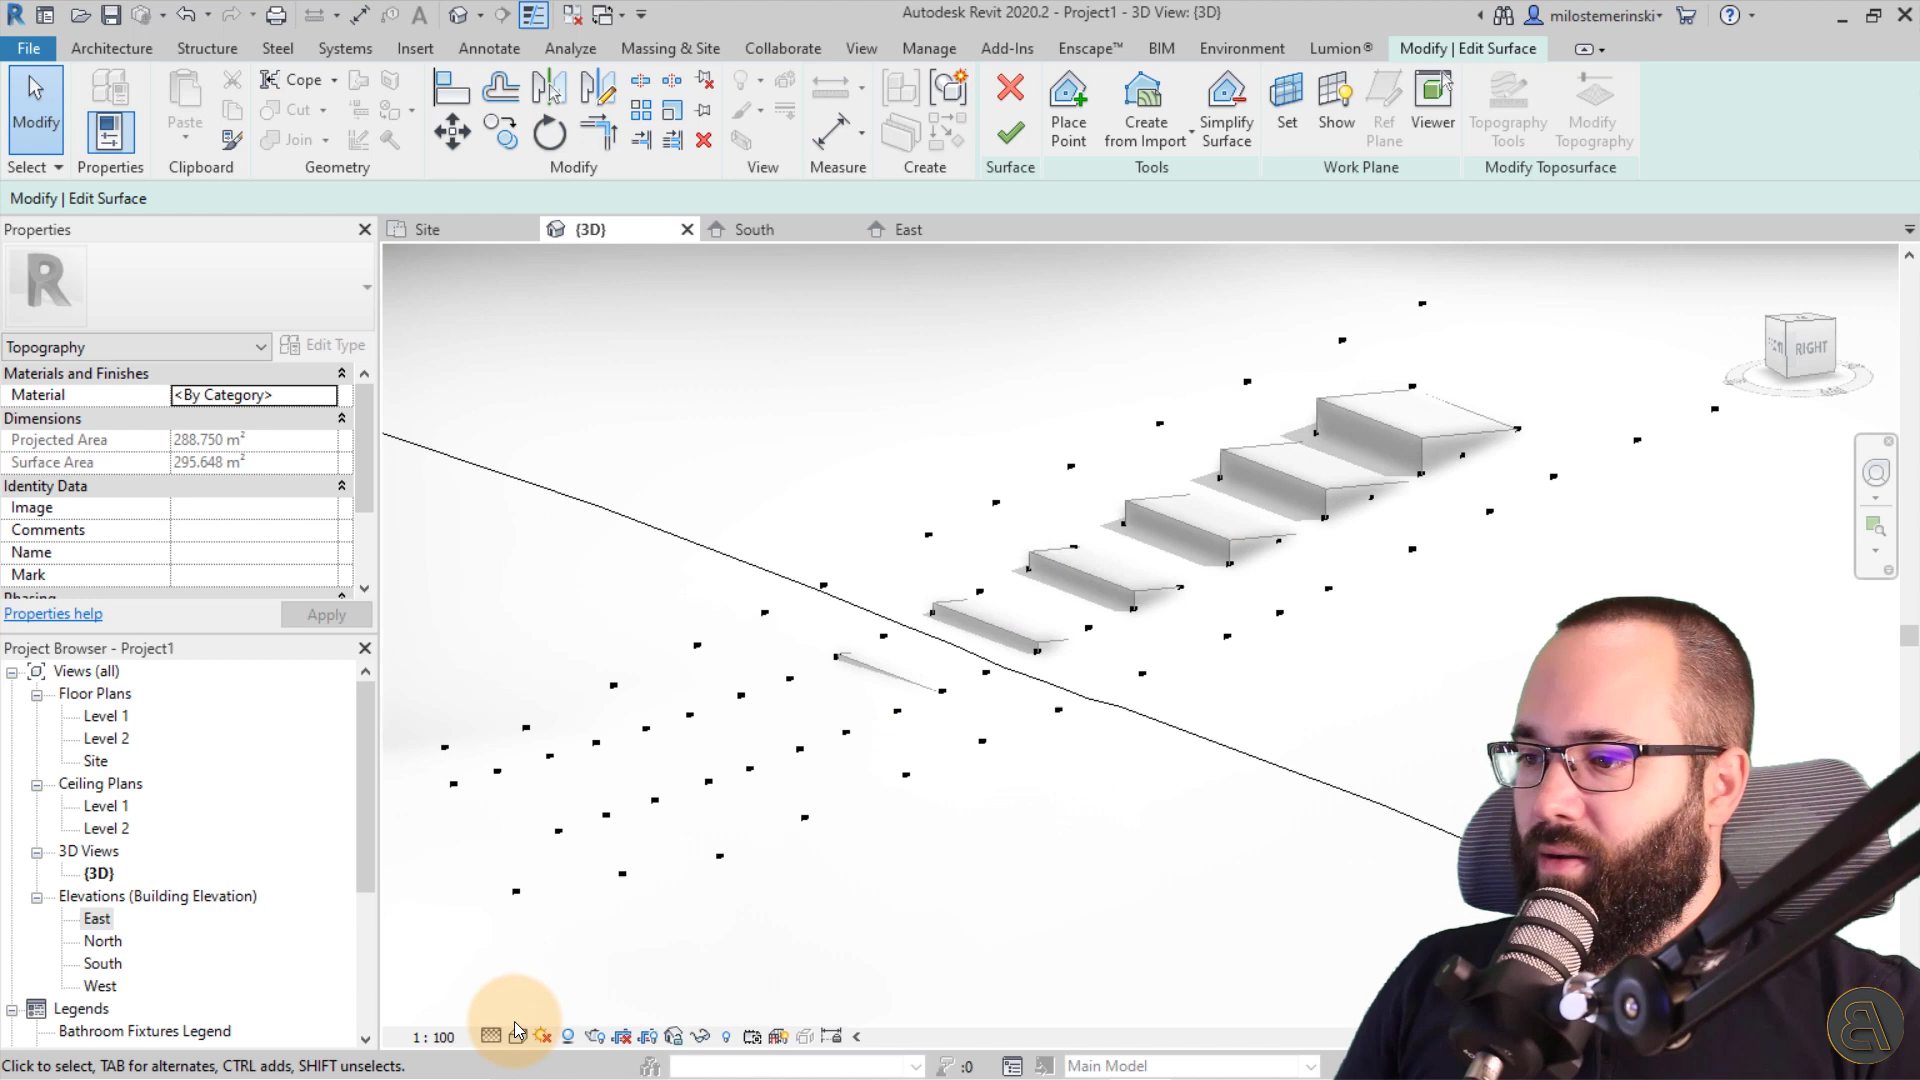 Autodesk Revit 2020.2 - Project1 - 3D View: {3D}
milostemerinski
File
Architecture
Structure
Steel
Systems
Insert
Annotate
Analyze
Massing & Site
Collaborate
View
Manage
Add-Ins
Enscape™
BIM
Environment
Lumion®
Modify | Edit Surface
Modify
Paste
Cope
Cut
Join
Place Point
Create from Import
Simplify Surface
Set
Show
Ref Plane
Viewer
Topography Tools
Modify Topography
Select
Properties
Clipboard
Geometry
Modify
View
Measure
Create
Surface
Tools
Work Plane
Modify Toposurface
Modify | Edit Surface
Properties
Site
{3D}
South
East
R
Topography
Edit Type
Materials and Finishes
Material <By Category>
Dimensions
Projected Area 288.750 m²
Surface Area 295.648 m²
Identity Data
Image
Comments
Name
Mark
Phasing
Properties help
Apply
Project Browser - Project1
Views (all)
Floor Plans
Level 1
Level 2
Site
Ceiling Plans
Level 1
Level 2
3D Views
{3D}
Elevations (Building Elevation)
East
North
South
West
Legends
Bathroom Fixtures Legend
RIGHT
1 : 100
Click to select, TAB for alternates, CTRL adds, SHIFT unselects.
:0
Main Model